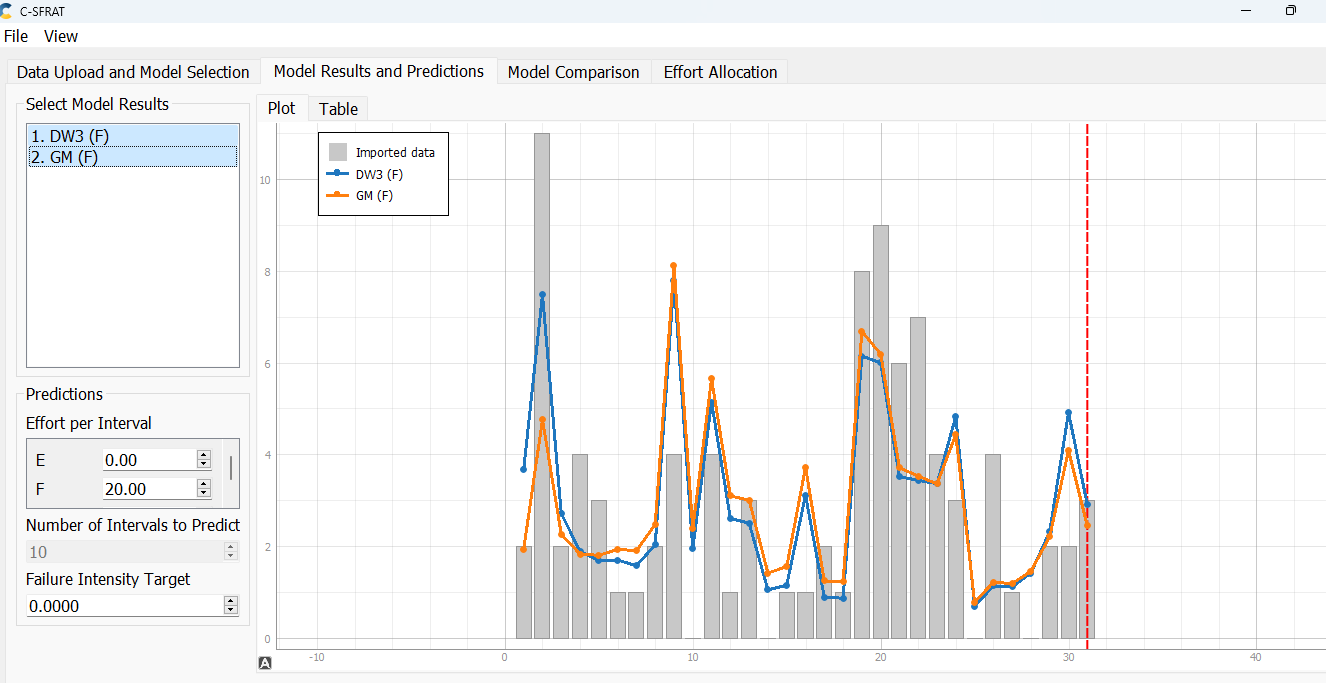 C-SFRAT
File View
Data Upload and Model Selection Model Results and Predictions Model Comparison Effort Allocation
Select Model Results
1. DW3 (F)
2. GM (F)
Predictions
Effort per Interval
E 0.00
F 20.00
Number of Intervals to Predict
10
Failure Intensity Target
0.0000
Plot Table
Imported data
DW3 (F)
GM (F)
10
8
6
4
2
0
-10 0 10 20 30 40
A